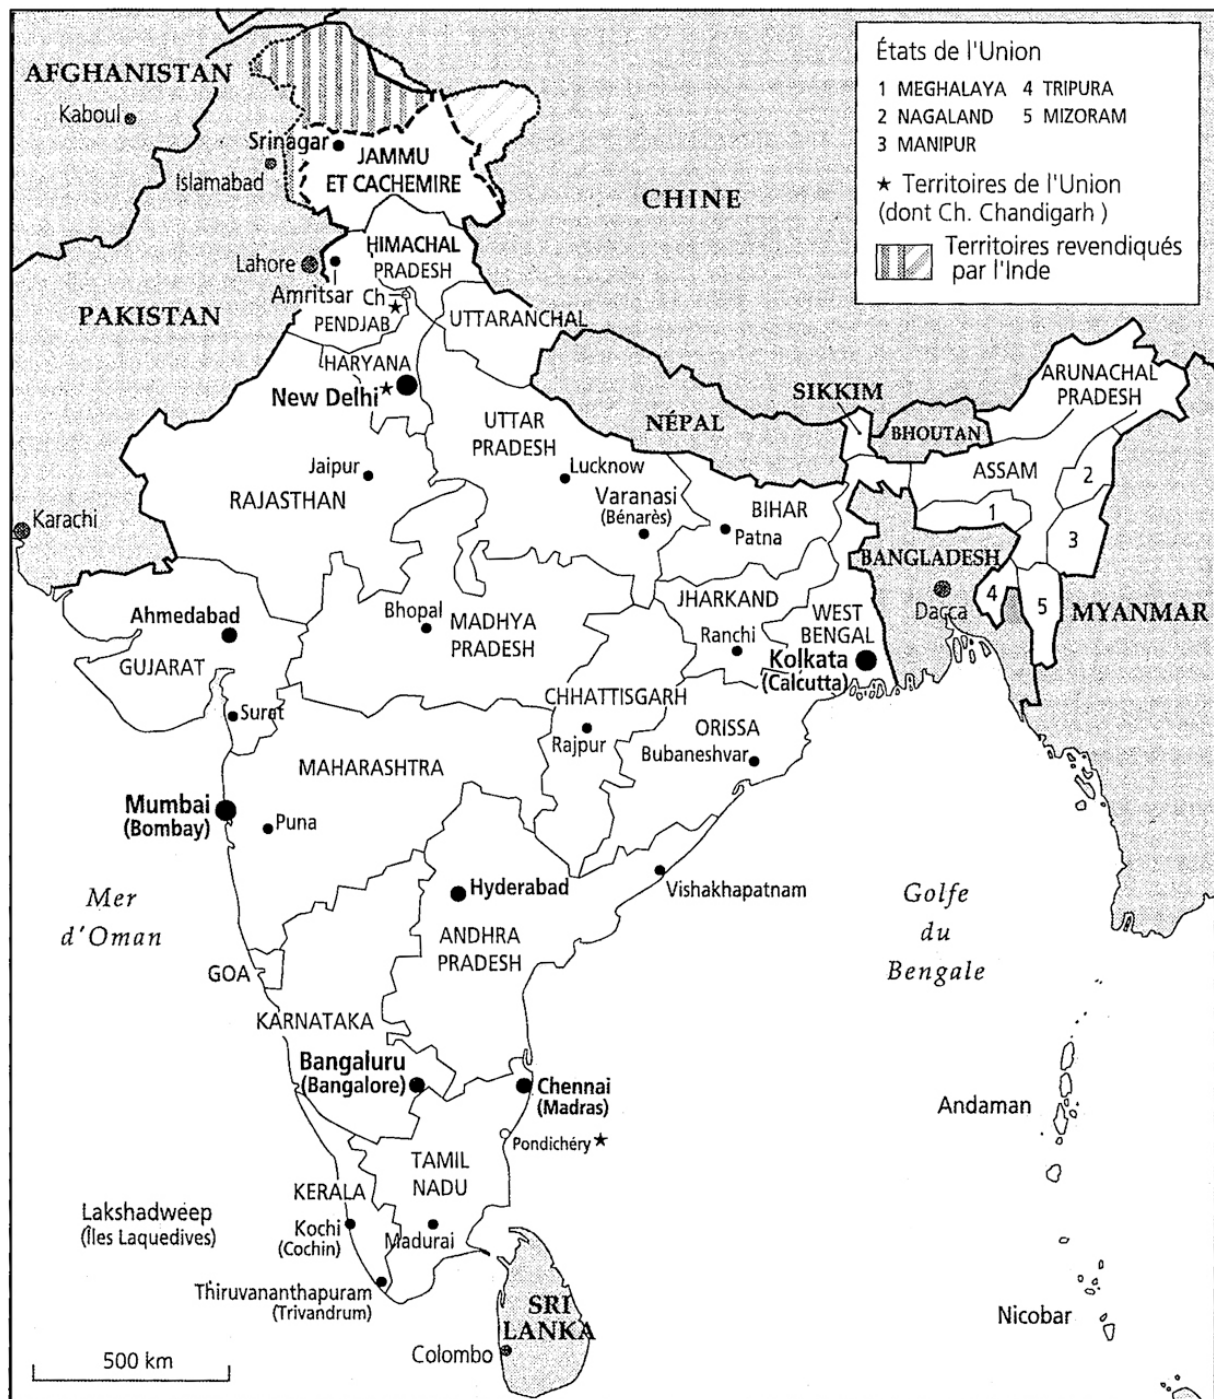 États de l'Union
1 MEGHALAYA 4 TRIPURA
2 NAGALAND 5 MIZORAM
3 MANIPUR
★ Territoires de l'Union
(dont Ch. Chandigarh )
Territoires revendiqués
par l'Inde
AFGHANISTAN
Kaboul
Srinagar
Islamabad
JAMMU
ET CACHEMIRE
CHINE
Lahore
HIMACHAL
PRADESH
Amritsar
Ch
★
PENDJAB
PAKISTAN
UTTARANCHAL
HARYANA
New Delhi ★
NÉPAL
SIKKIM
BHOUTAN
ARUNACHAL
PRADESH
UTTAR
PRADESH
Jaipur
RAJASTHAN
Lucknow
Varanasi
(Bénarès)
BIHAR
Patna
ASSAM
1
2
3
4
5
Karachi
BANGLADESH
Dacca
MYANMAR
Ahmedabad
GUJARAT
Surat
Bhopal
MADHYA
PRADESH
JHARKAND
Ranchi
WEST
BENGAL
Kolkata
(Calcutta)
CHHATTISGARH
Rajpur
ORISSA
Bubaneshvar
MAHARASHTRA
Mumbai
(Bombay)
Puna
Hyderabad
Vishakhapatnam
Mer
d'Oman
Golfe
du
Bengale
ANDHRA
PRADESH
GOA
KARNATAKA
Bangaluru
(Bangalore)
Chennai
(Madras)
Pondichéry ★
Andaman
TAMIL
NADU
KERALA
Lakshadweep
(Îles Laquedives)
Kochi
(Cochin)
Madurai
Thiruvananthapuram
(Trivandrum)
SRI
LANKA
Colombo
Nicobar
500 km